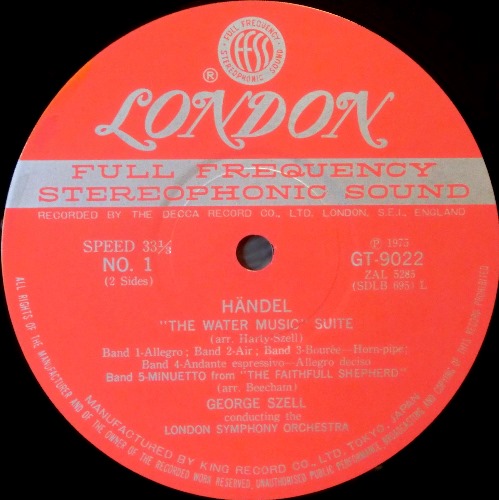 FULL FREQUENCY
ffss
STEREOPHONIC SOUND
®
LONDON
FULL FREQUENCY
STEREOPHONIC SOUND
RECORDED BY THE DECCA RECORD CO., LTD. LONDON, S.E.I., ENGLAND
SPEED 33⅓
NO. 1
(2 Sides)
Ⓟ 1975
GT-9022
ZAL 5283
(SDLB 695) L
HÄNDEL
"THE WATER MUSIC" SUITE
(arr. Harty-Szell)
Band 1-Allegro; Band 2-Air; Band 3-Bourée—Horn-pipe;
Band 4-Andante espressivo—Allegro deciso
Band 5-MINUETTO from "THE FAITHFULL SHEPHERD"
(arr. Beecham)
GEORGE SZELL
conducting the
LONDON SYMPHONY ORCHESTRA
MANUFACTURED BY KING RECORD CO., LTD. TOKYO, JAPAN
ALL RIGHTS OF THE MANUFACTURER AND OF THE OWNER OF THE RECORDED WORK RESERVED, UNAUTHORISED PUBLIC PERFORMANCE, BROADCASTING AND COPYING OF THIS RECORD PROHIBITED